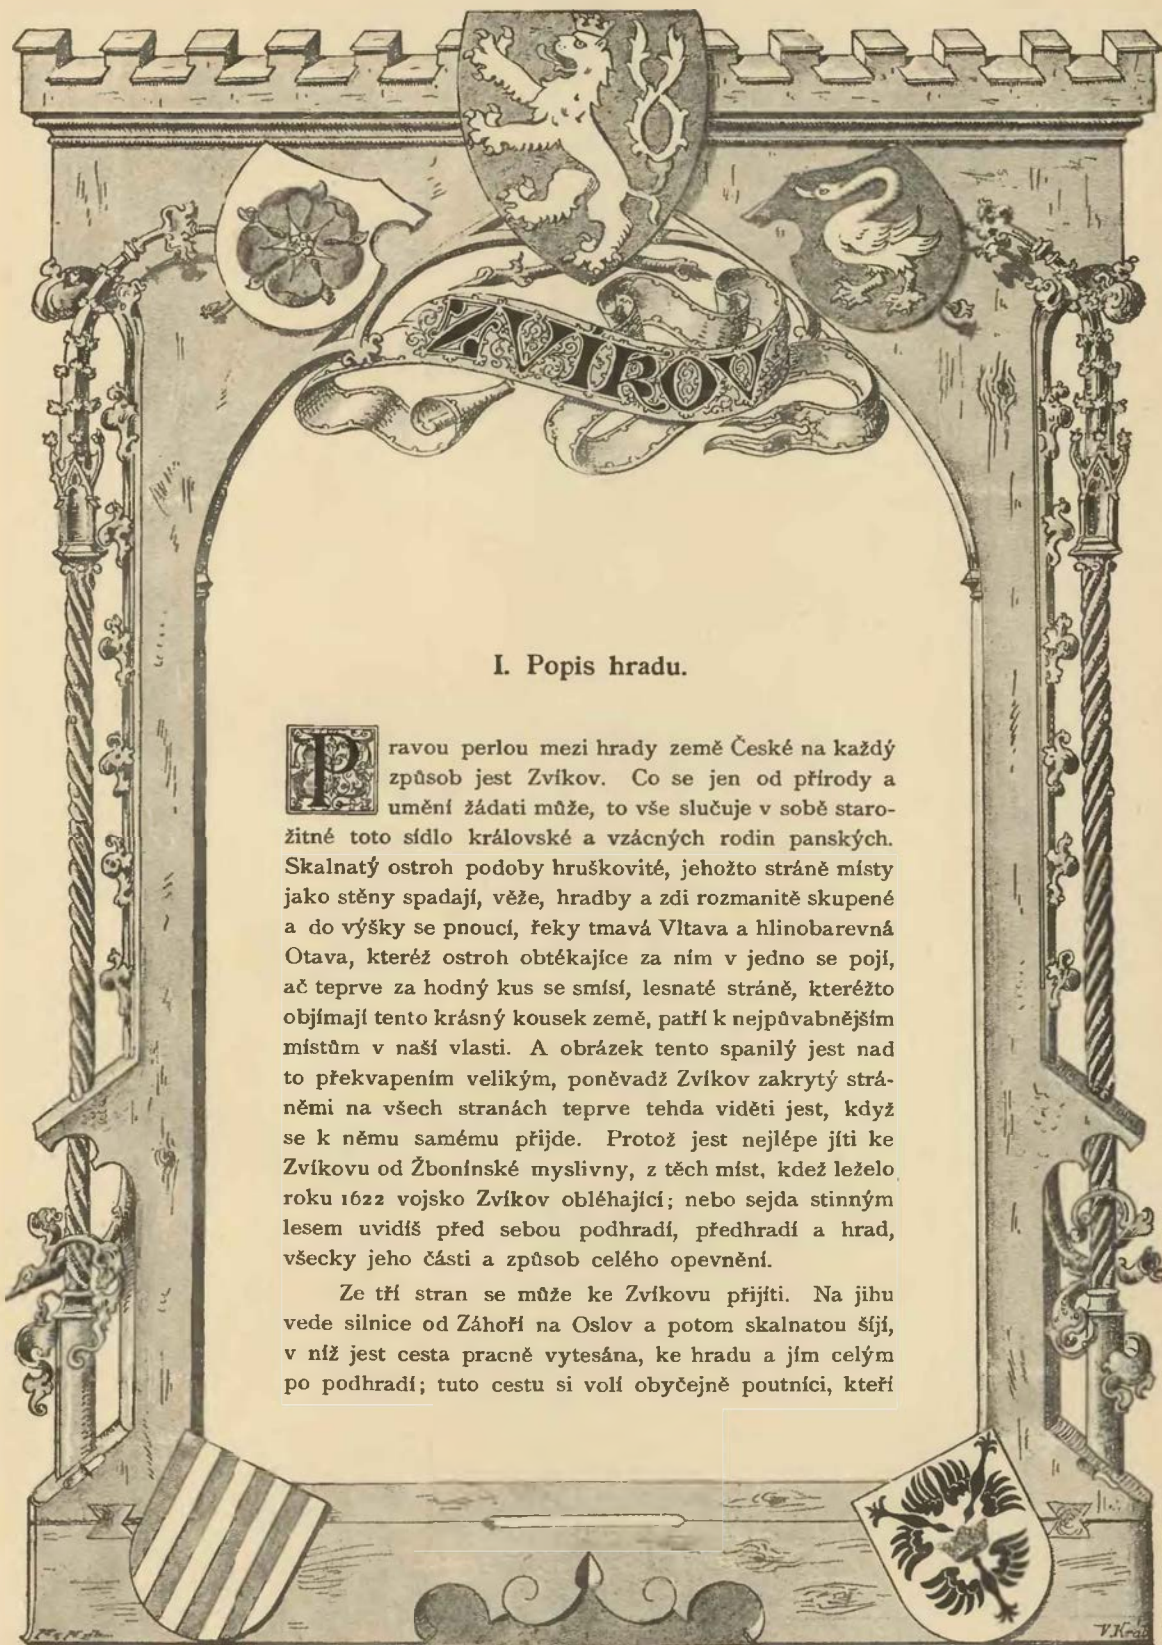 ZVÍKOV
I. Popis hradu.
Pravou perlou mezi hrady země České na každý
způsob jest Zvíkov. Co se jen od přírody a
umění žádati může, to vše slučuje v sobě staro-
žitné toto sídlo královské a vzácných rodin panských.
Skalnatý ostroh podoby hruškovité, jehožto stráně místy
jako stěny spadají, věže, hradby a zdi rozmanitě skupené
a do výšky se pnoucí, řeky tmavá Vltava a hlinobarevná
Otava, kteréž ostroh obtékajíce za ním v jedno se pojí,
ač teprve za hodný kus se smísí, lesnaté stráně, kteréžto
objímají tento krásný kousek země, patří k nejpůvabnějším
místům v naší vlasti. A obrázek tento spanilý jest nad
to překvapením velikým, poněvadž Zvíkov zakrytý strá-
němi na všech stranách teprve tehda viděti jest, když
se k němu samému přijde. Protož jest nejlépe jíti ke
Zvíkovu od Žbonínské myslivny, z těch míst, kdež leželo
roku 1622 vojsko Zvíkov obléhající; nebo sejda stinným
lesem uvidíš před sebou podhradí, předhradí a hrad,
všecky jeho části a způsob celého opevnění.
Ze tří stran se může ke Zvíkovu přijíti. Na jihu
vede silnice od Záhoří na Oslov a potom skalnatou šíjí,
v níž jest cesta pracně vytesána, ke hradu a jím celým
po podhradí; tuto cestu si volí obyčejně poutníci, kteří